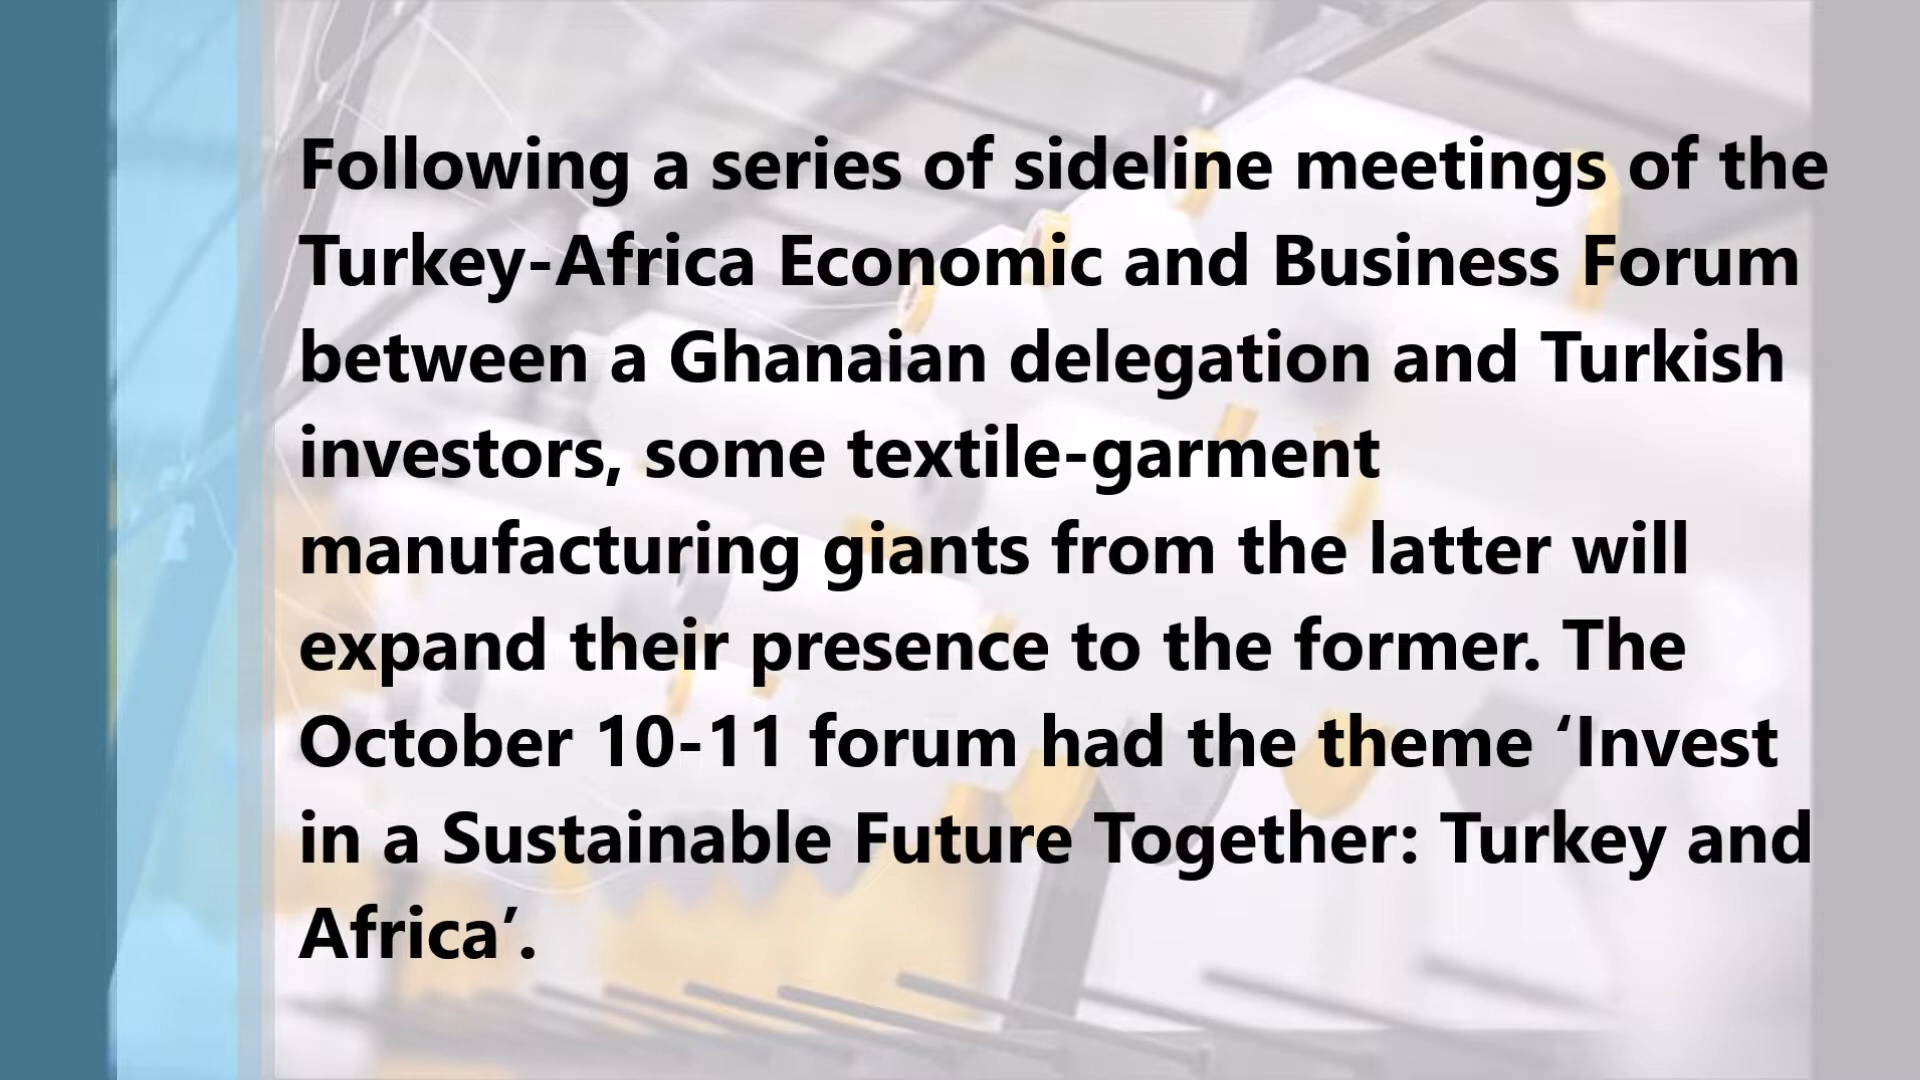 Following a series of sideline meetings of the
Turkey-Africa Economic and Business Forum
between a Ghanaian delegation and Turkish
investors, some textile-garment
manufacturing giants from the latter will
expand their presence to the former. The
October 10-11 forum had the theme ‘Invest
in a Sustainable Future Together: Turkey and
Africa’.